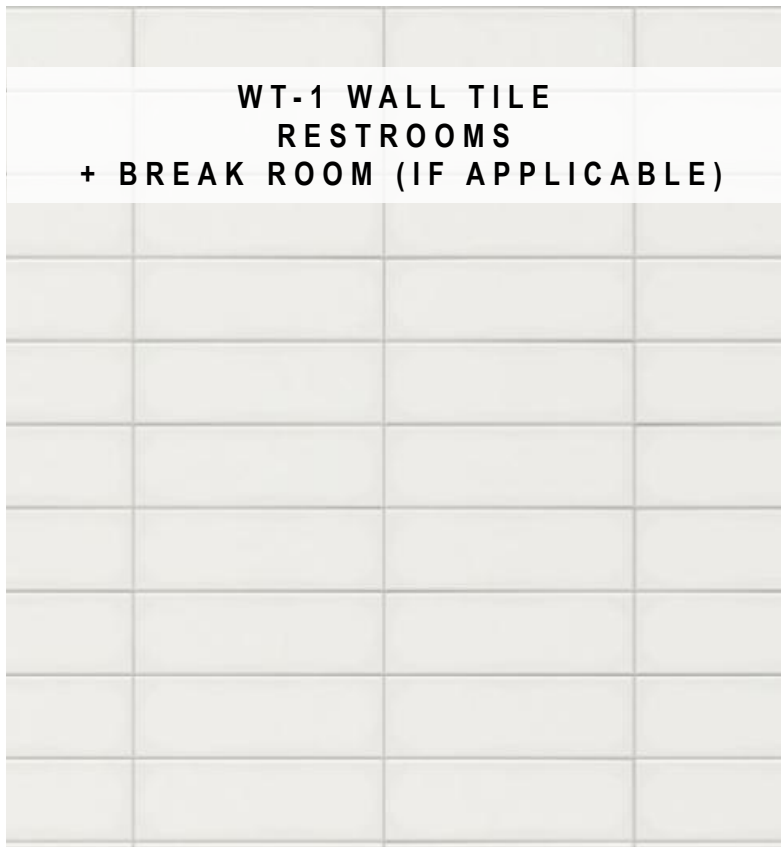 WT-1 WALL TILE
RESTROOMS
+ BREAK ROOM (IF APPLICABLE)